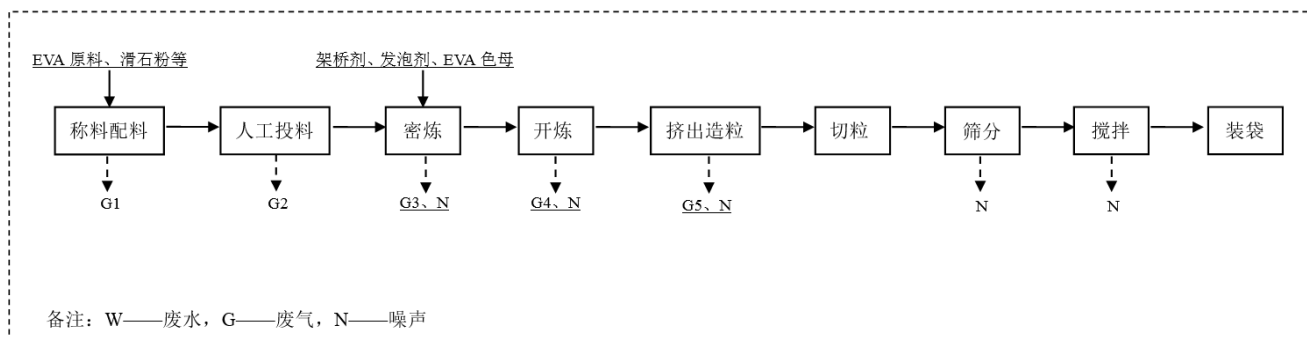 EVA 原料、滑石粉等
架桥剂、发泡剂、EVA 色母
称料配料
人工投料
密炼
开炼
挤出造粒
切粒
筛分
搅拌
装袋
G1
G2
G3、N
G4、N
G5、N
N
N
备注：W——废水，G——废气，N——噪声